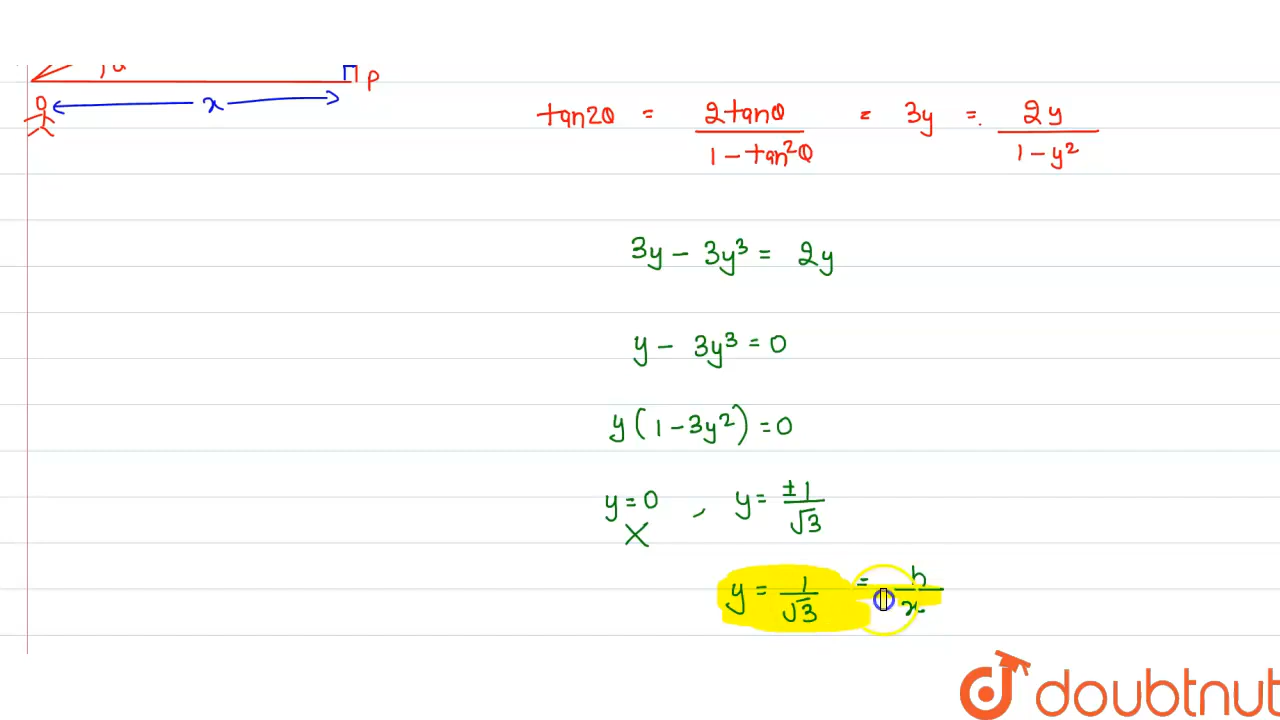 P
x
tan2θ = 2tanθ / 1 - tan²θ = 3y = 2y / 1 - y²
3y - 3y³ = 2y
y - 3y³ = 0
y(1 - 3y²) = 0
y = 0 , y = ±1/√3
X
y = 1/√3 = h/x
doubtnut